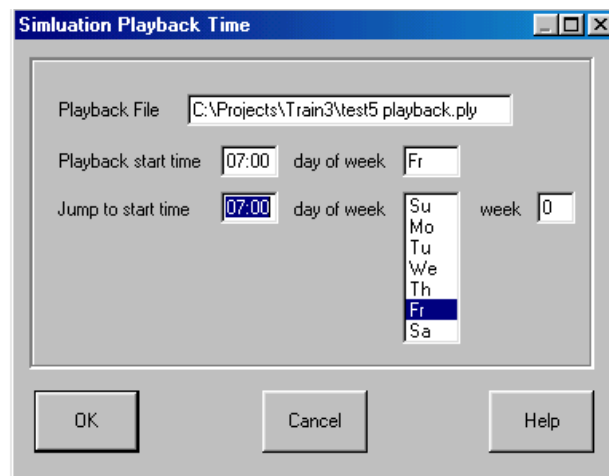 Simluation Playback Time
Playback File C:\Projects\Train3\test5 playback.ply
Playback start time 07:00 day of week Fr
Jump to start time 07:00 day of week Su week 0
Mo
Tu
We
Th
Fr
Sa
OK Cancel Help